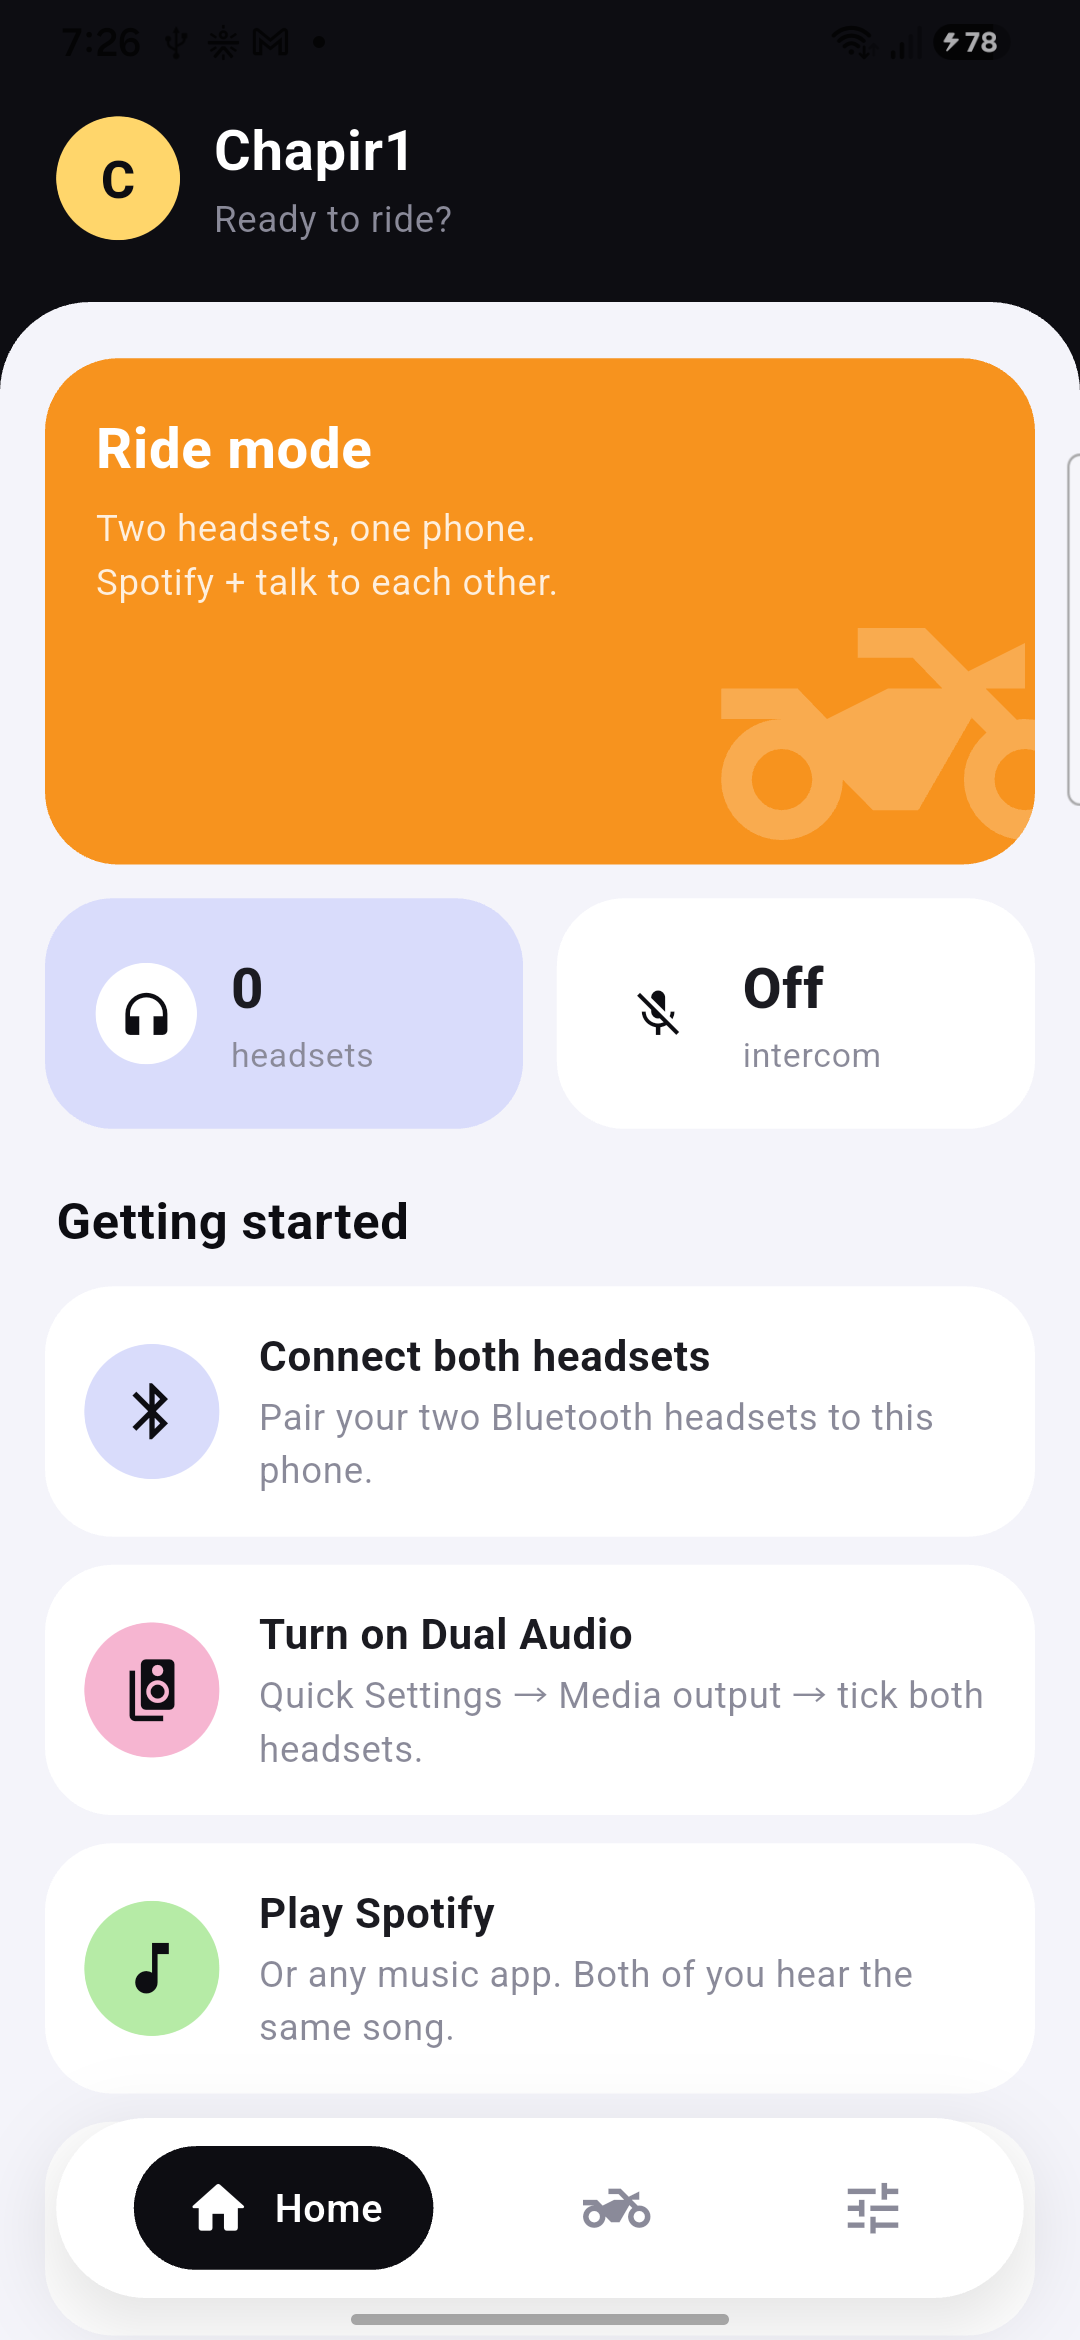 7:26
78
C
Chapir1
Ready to ride?
Ride mode
Two headsets, one phone.
Spotify + talk to each other.
0
headsets
Off
intercom
Getting started
Connect both headsets
Pair your two Bluetooth headsets to this
phone.
Turn on Dual Audio
Quick Settings → Media output → tick both
headsets.
Play Spotify
Or any music app. Both of you hear the
same song.
Home